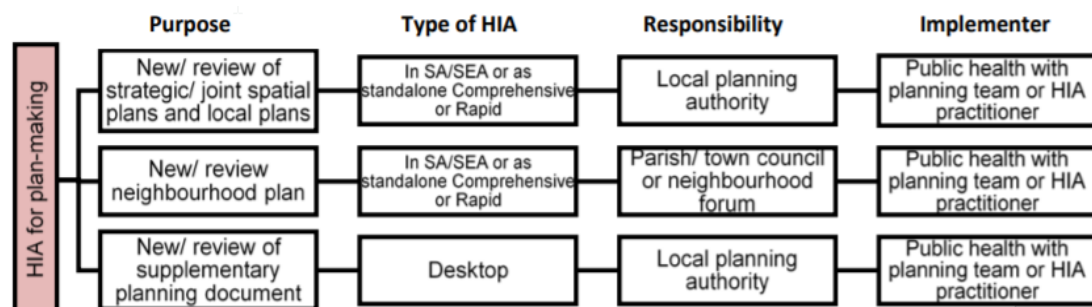 Purpose
Type of HIA
Responsibility
Implementer
HIA for plan-making
New/ review of
strategic/ joint spatial
plans and local plans
In SA/SEA or as
standalone Comprehensive
or Rapid
Local planning
authority
Public health with
planning team or HIA
practitioner
New/ review
neighbourhood plan
In SA/SEA or as
standalone Comprehensive
or Rapid
Parish/ town council
or neighbourhood
forum
Public health with
planning team or HIA
practitioner
New/ review of
supplementary
planning document
Desktop
Local planning
authority
Public health with
planning team or HIA
practitioner